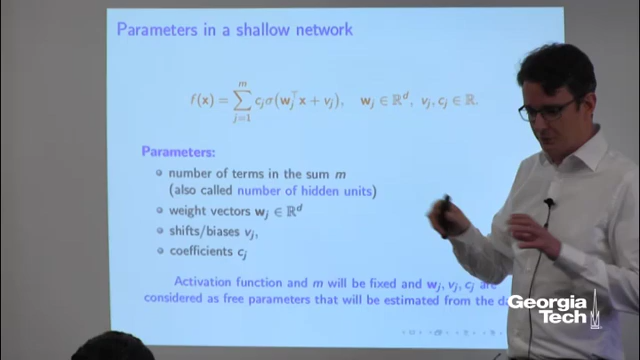 Parameters in a shallow network
f(x) = ∑_{j=1}^{m} c_j σ(w_j^⊤ x + v_j), w_j ∈ ℝ^d, v_j, c_j ∈ ℝ.
Parameters:
number of terms in the sum m
(also called number of hidden units)
weight vectors w_j ∈ ℝ^d
shifts/biases v_j,
coefficients c_j
Activation function and m will be fixed and w_j, v_j, c_j are
considered as free parameters that will be estimated from the
Georgia
Tech